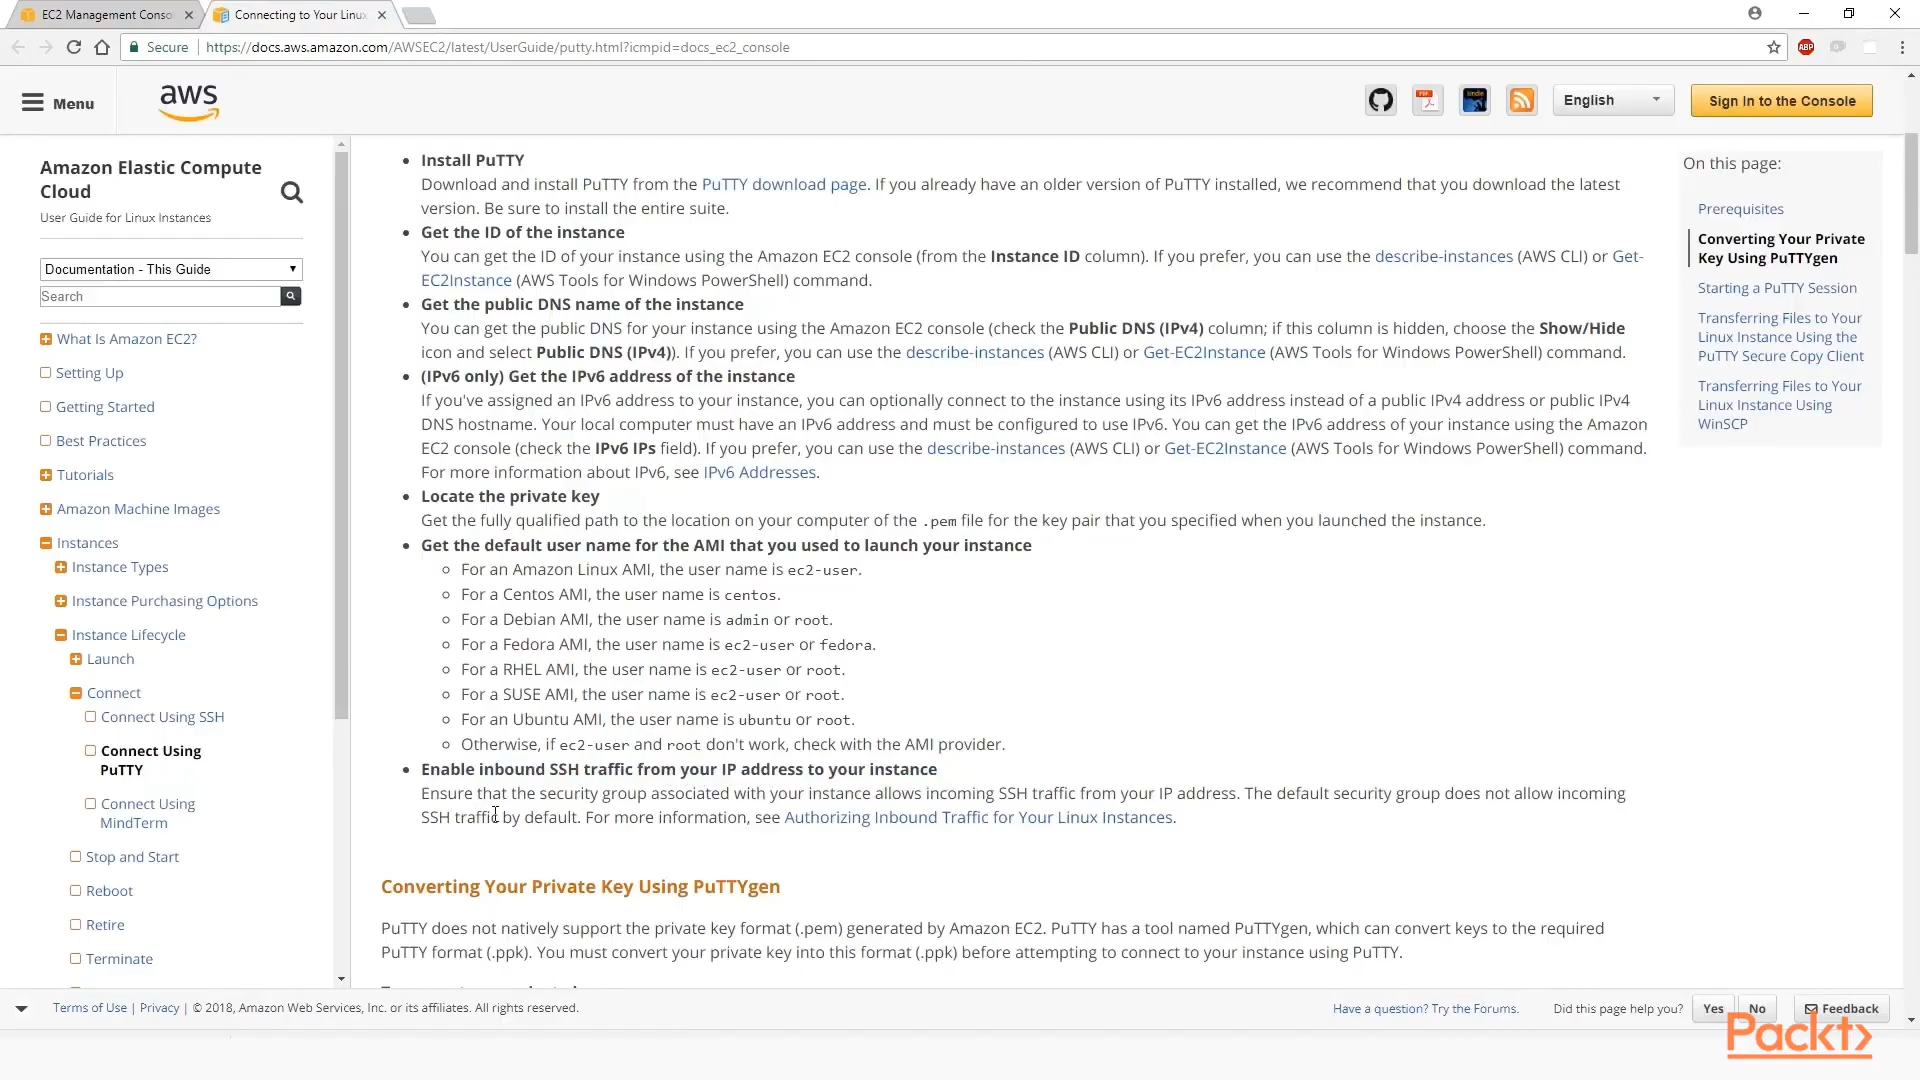 EC2 Management Conso
Connecting to Your Linux
Secure
https://docs.aws.amazon.com/AWSEC2/latest/UserGuide/putty.html?icmpid=docs_ec2_console
ABP
Menu
aws
kindle
English
Sign In to the Console
Amazon Elastic Compute
Cloud
User Guide for Linux Instances
Documentation - This Guide
Search
What Is Amazon EC2?
Setting Up
Getting Started
Best Practices
Tutorials
Amazon Machine Images
Instances
Instance Types
Instance Purchasing Options
Instance Lifecycle
Launch
Connect
Connect Using SSH
Connect Using
PuTTY
Connect Using
MindTerm
Stop and Start
Reboot
Retire
Terminate
• Install PuTTY
Download and install PuTTY from the PuTTY download page. If you already have an older version of PuTTY installed, we recommend that you download the latest
version. Be sure to install the entire suite.
• Get the ID of the instance
You can get the ID of your instance using the Amazon EC2 console (from the Instance ID column). If you prefer, you can use the describe-instances (AWS CLI) or Get-
EC2Instance (AWS Tools for Windows PowerShell) command.
• Get the public DNS name of the instance
You can get the public DNS for your instance using the Amazon EC2 console (check the Public DNS (IPv4) column; if this column is hidden, choose the Show/Hide
icon and select Public DNS (IPv4)). If you prefer, you can use the describe-instances (AWS CLI) or Get-EC2Instance (AWS Tools for Windows PowerShell) command.
• (IPv6 only) Get the IPv6 address of the instance
If you've assigned an IPv6 address to your instance, you can optionally connect to the instance using its IPv6 address instead of a public IPv4 address or public IPv4
DNS hostname. Your local computer must have an IPv6 address and must be configured to use IPv6. You can get the IPv6 address of your instance using the Amazon
EC2 console (check the IPv6 IPs field). If you prefer, you can use the describe-instances (AWS CLI) or Get-EC2Instance (AWS Tools for Windows PowerShell) command.
For more information about IPv6, see IPv6 Addresses.
• Locate the private key
Get the fully qualified path to the location on your computer of the .pem file for the key pair that you specified when you launched the instance.
• Get the default user name for the AMI that you used to launch your instance
◦ For an Amazon Linux AMI, the user name is ec2-user.
◦ For a Centos AMI, the user name is centos.
◦ For a Debian AMI, the user name is admin or root.
◦ For a Fedora AMI, the user name is ec2-user or fedora.
◦ For a RHEL AMI, the user name is ec2-user or root.
◦ For a SUSE AMI, the user name is ec2-user or root.
◦ For an Ubuntu AMI, the user name is ubuntu or root.
◦ Otherwise, if ec2-user and root don't work, check with the AMI provider.
• Enable inbound SSH traffic from your IP address to your instance
Ensure that the security group associated with your instance allows incoming SSH traffic from your IP address. The default security group does not allow incoming
SSH traffic by default. For more information, see Authorizing Inbound Traffic for Your Linux Instances.
Converting Your Private Key Using PuTTYgen
PuTTY does not natively support the private key format (.pem) generated by Amazon EC2. PuTTY has a tool named PuTTYgen, which can convert keys to the required
PuTTY format (.ppk). You must convert your private key into this format (.ppk) before attempting to connect to your instance using PuTTY.
On this page:
Prerequisites
Converting Your Private
Key Using PuTTYgen
Starting a PuTTY Session
Transferring Files to Your
Linux Instance Using the
PuTTY Secure Copy Client
Transferring Files to Your
Linux Instance Using
WinSCP
Terms of Use | Privacy | © 2018, Amazon Web Services, Inc. or its affiliates. All rights reserved.
Have a question? Try the Forums.
Did this page help you?
Yes
No
Feedback
Packt>